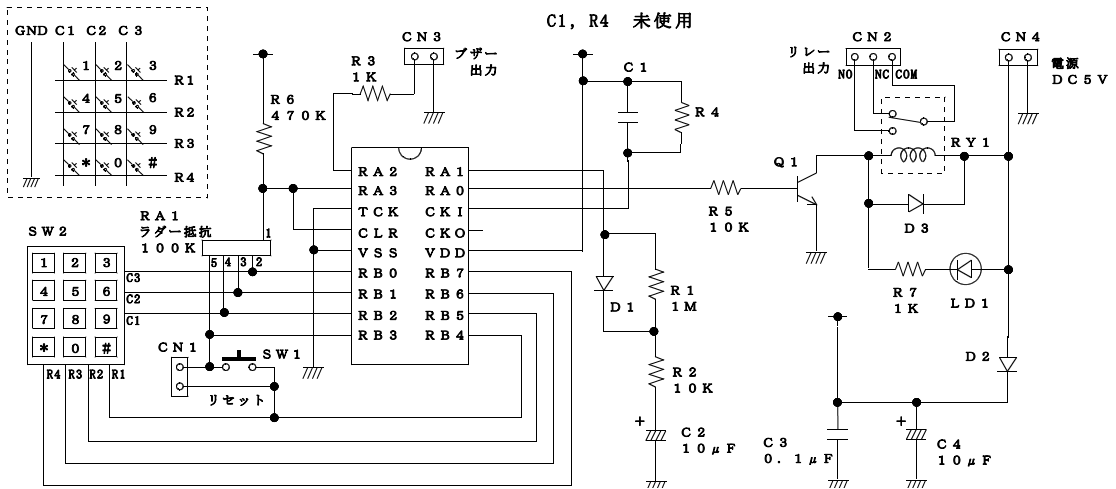 C1, R4 未使用
GND C1 C2 C3
1 2 3
R1
4 5 6
R2
7 8 9
R3
* 0 #
R4
CN3
ブザー
出力
R3
1K
R6
470K
C1
R4
リレー
出力
CN2
NO NC COM
CN4
電源
DC5V
RY1
Q1
D3
R5
10K
R7
1K
LD1
D2
RA2
RA3
TCK
CLR
VSS
RB0
RB1
RB2
RB3
RA1
RA0
CKI
CKO
VDD
RB7
RB6
RB5
RB4
RA1
ラダー抵抗
100K
1
5 4 3 2
SW2
1 2 3
4 5 6
7 8 9
* 0 #
C3
C2
C1
R4 R3 R2 R1
CN1
SW1
リセット
D1
R1
1M
R2
10K
+
C2
10μF
C3
0.1μF
+
C4
10μF